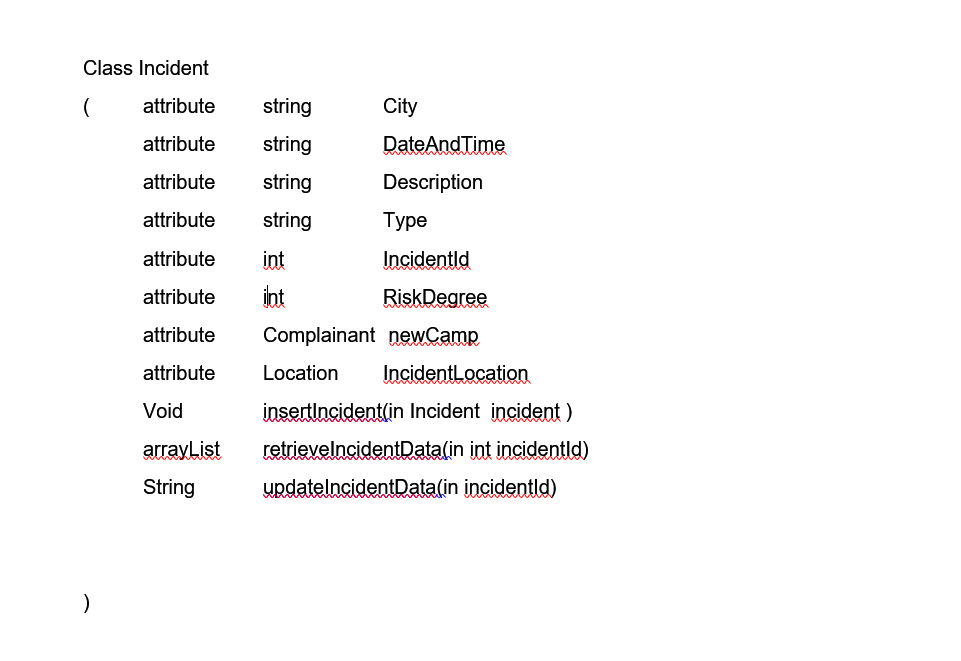 Class Incident
( attribute string City
attribute string DateAndTime
attribute string Description
attribute string Type
attribute int IncidentId
attribute int RiskDegree
attribute Complainant newCamp
attribute Location IncidentLocation
Void insertIncident(in Incident incident )
arrayList retrieveIncidentData(in int incidentId)
String updateIncidentData(in incidentId)
)